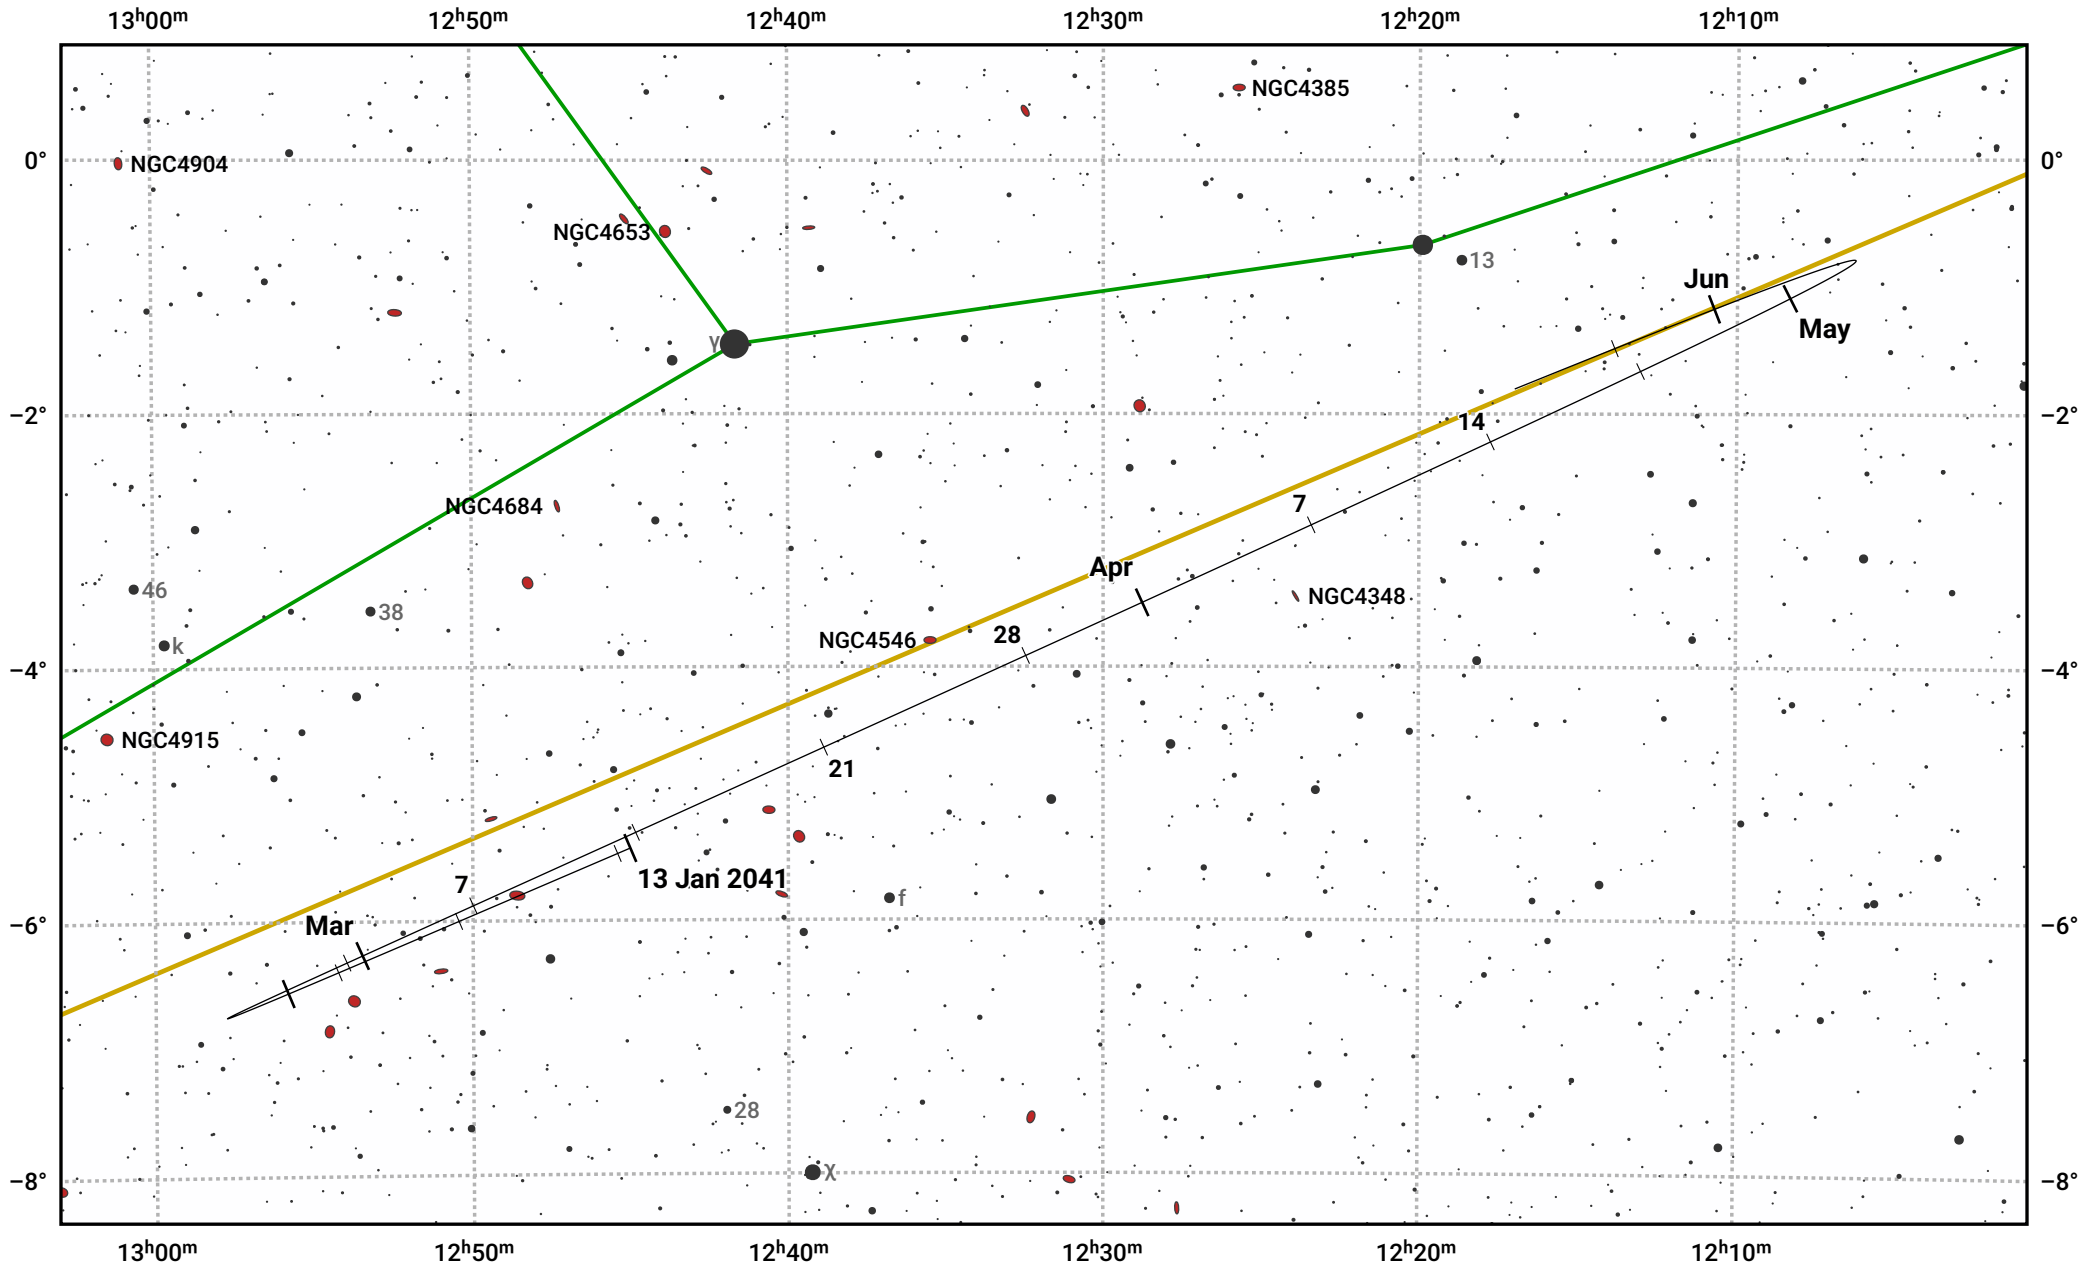 13ʰ00ᵐ 12ʰ50ᵐ 12ʰ40ᵐ 12ʰ30ᵐ 12ʰ20ᵐ 12ʰ10ᵐ
NGC4385
0° NGC4904 0°
NGC4653
13
Jun
γ May
−2° 14 −2°
7
NGC4684
Apr
46 38 NGC4348
k NGC4546 28
−4° −4°
NGC4915
21
13 Jan 2041
7
f
−6° Mar −6°
28
χ
−8° −8°
13ʰ00ᵐ 12ʰ50ᵐ 12ʰ40ᵐ 12ʰ30ᵐ 12ʰ20ᵐ 12ʰ10ᵐ